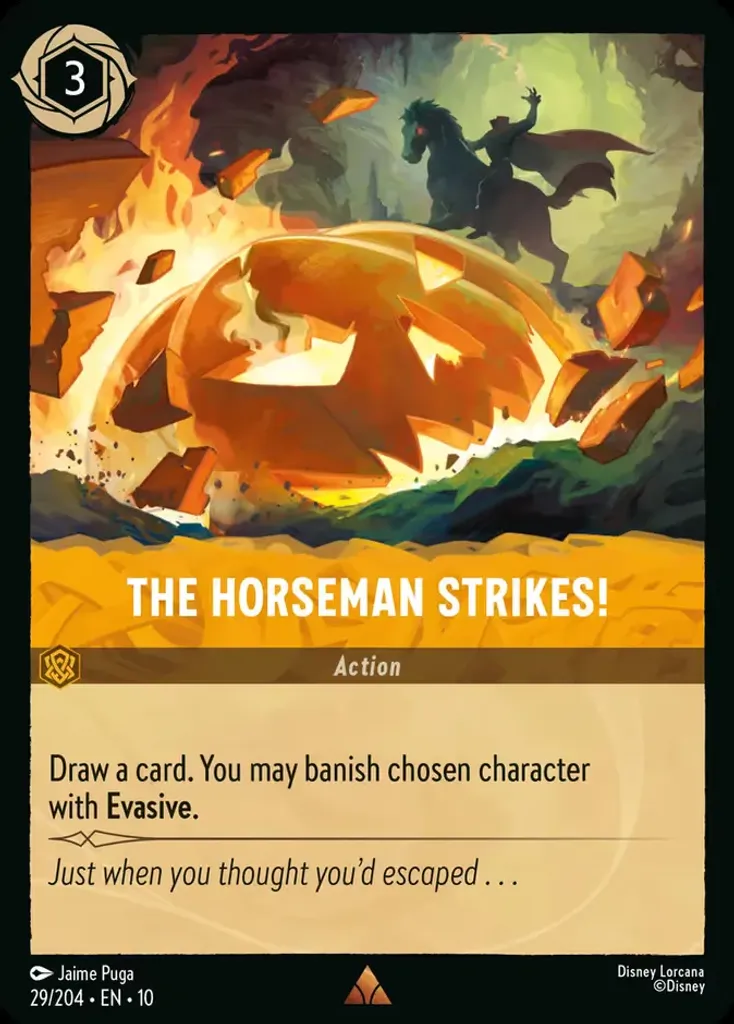 3
THE HORSEMAN STRIKES!
Action
Draw a card. You may banish chosen character
with Evasive.
Just when you thought you'd escaped . . .
Jaime Puga
29/204 • EN • 10
Disney Lorcana
©Disney